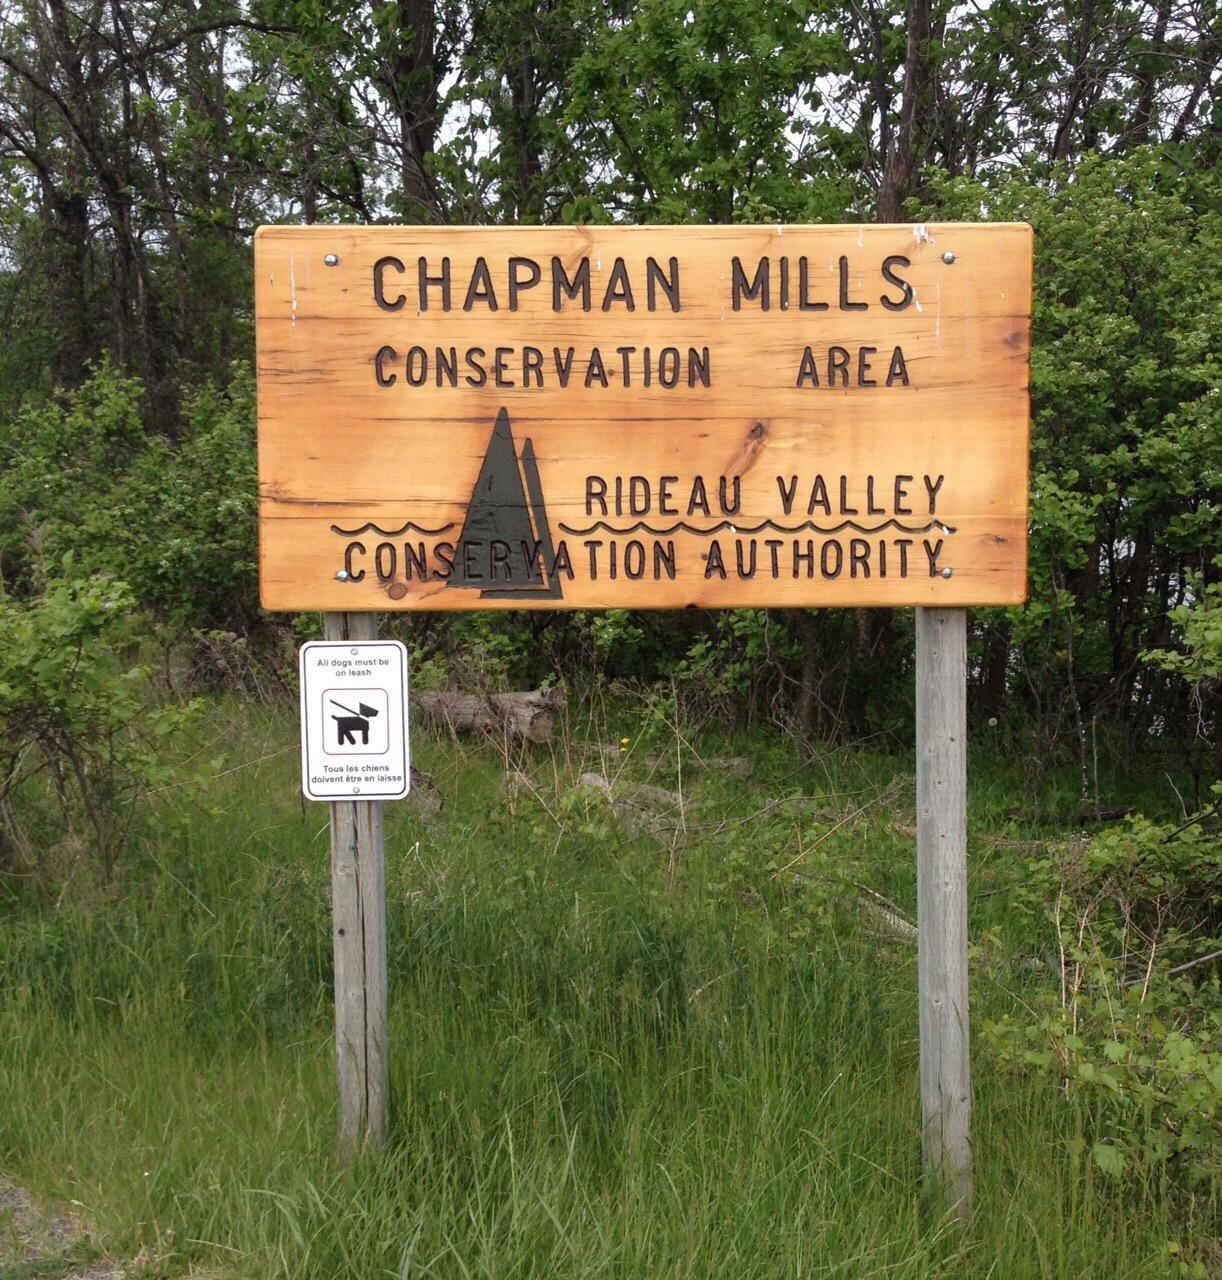 CHAPMAN MILLS
CONSERVATION AREA
RIDEAU VALLEY
CONSERVATION AUTHORITY
All dogs must be
on leash
Tous les chiens
doivent être en laisse